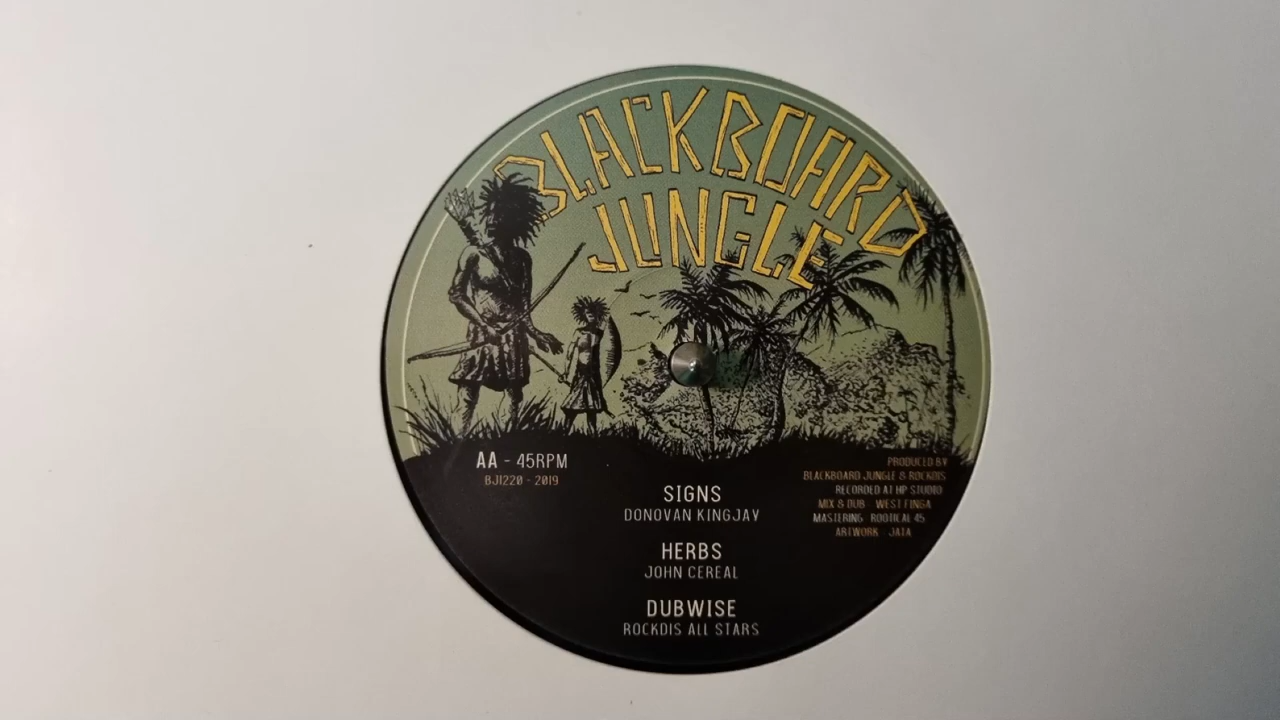 BLACKBOARD
JUNGLE
AA - 45RPM
BJ1220 - 2019
SIGNS
DONOVAN KINGJAY
HERBS
JOHN CEREAL
DUBWISE
ROCKDIS ALL STARS
PRODUCED BY
BLACKBOARD JUNGLE & ROCKDIS
RECORDED AT HP STUDIO
MIX & DUB WEST FINGA
MASTERING ROOTICAL 45
ARTWORK JATA